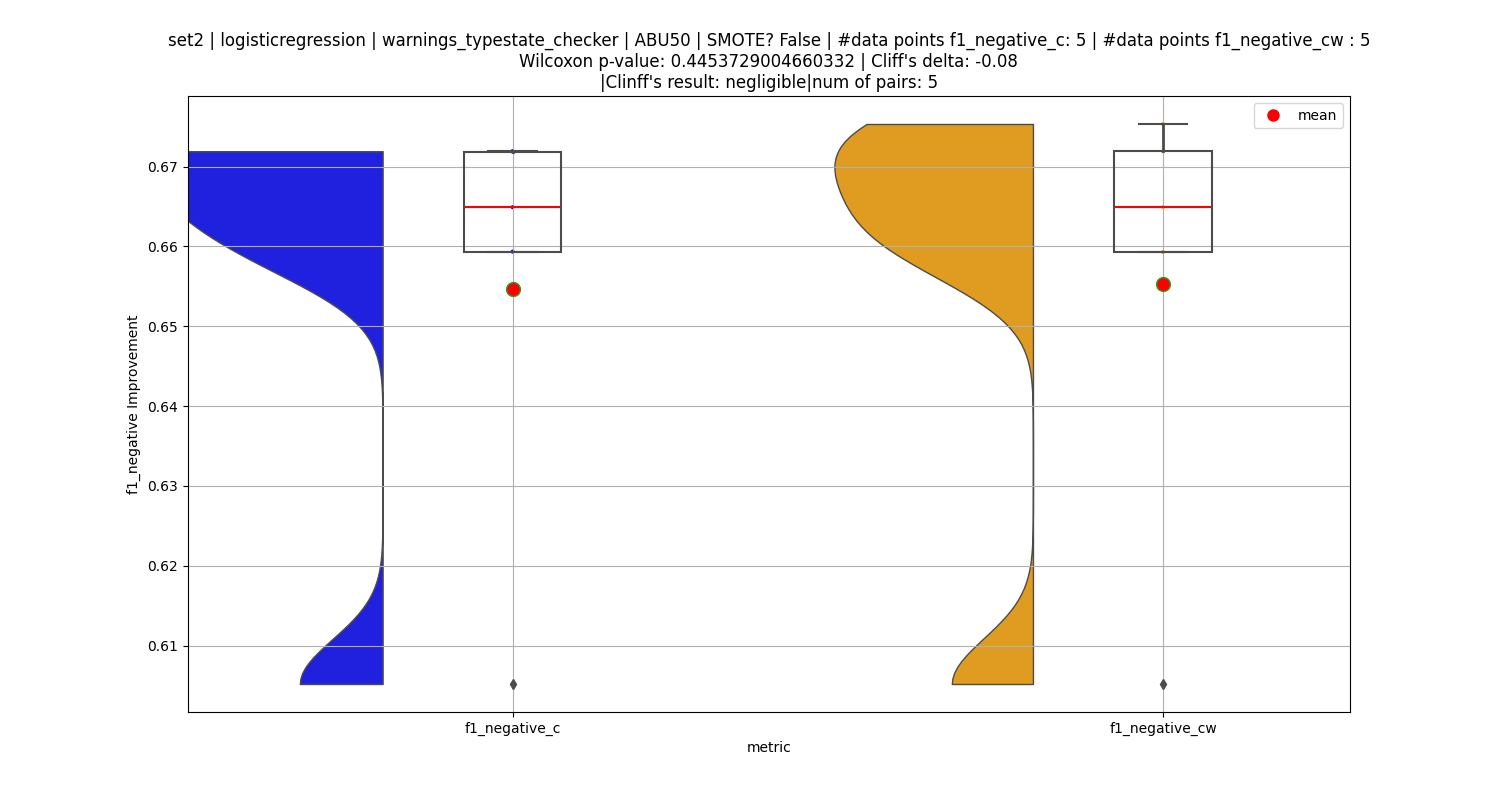 set2 | logisticregression | warnings_typestate_checker | ABU50 | SMOTE? False | #data points f1_negative_c: 5 | #data points f1_negative_cw : 5
Wilcoxon p-value: 0.4453729004660332 | Cliff's delta: -0.08
|Clinff's result: negligible|num of pairs: 5
mean
0.67
0.66
0.65
0.64
0.63
0.62
0.61
f1_negative Improvement
f1_negative_c
f1_negative_cw
metric